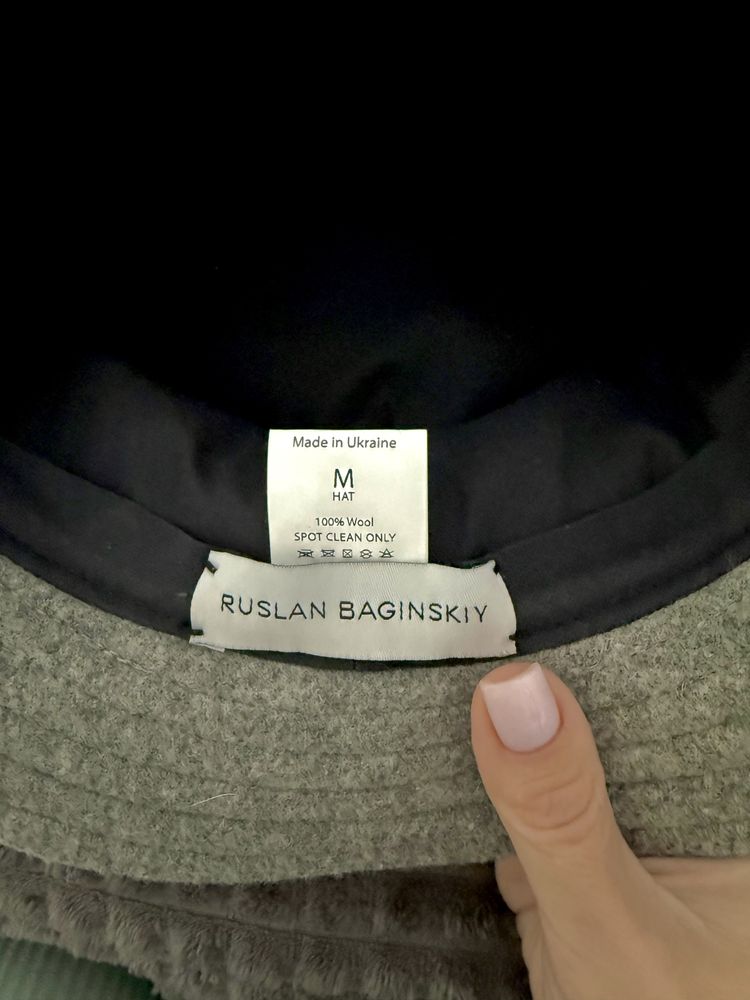 Made in Ukraine
M
HAT
100% Wool
SPOT CLEAN ONLY
RUSLAN BAGINSKIY